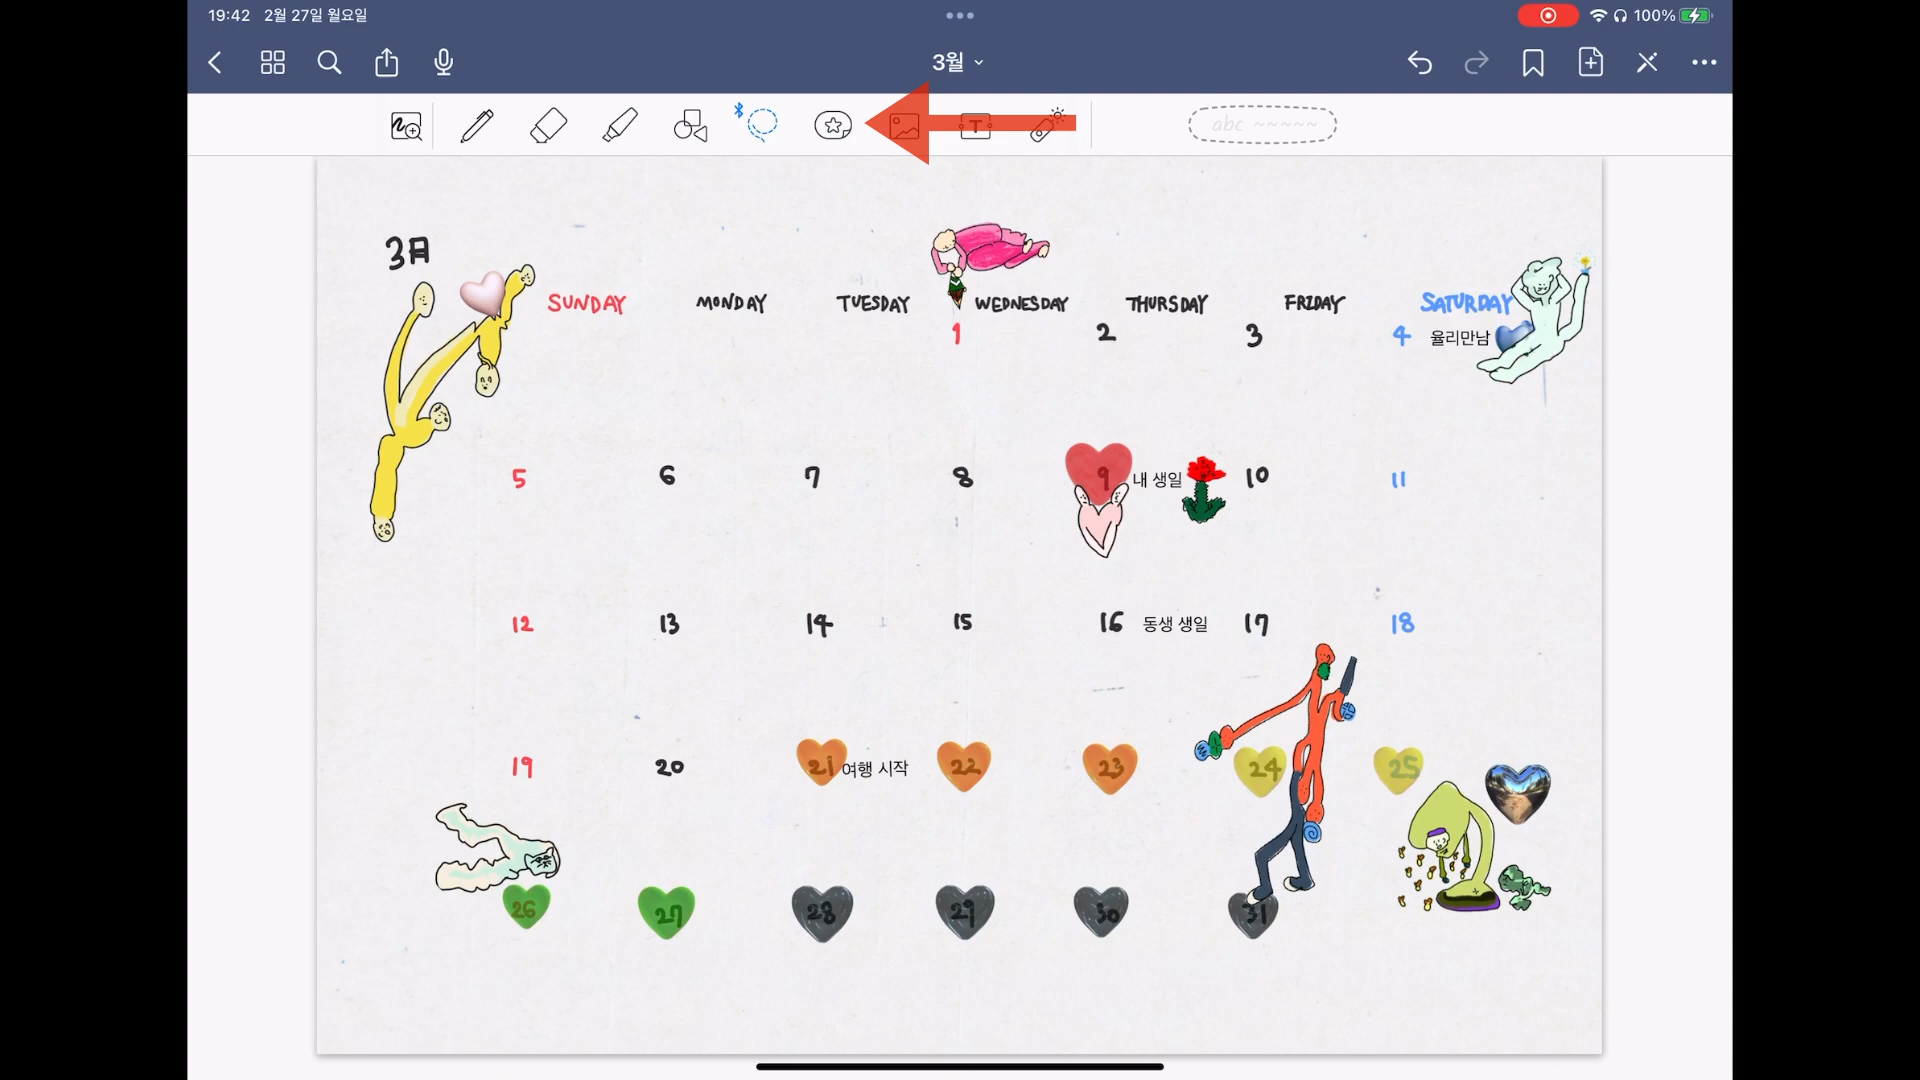 19:42 2월 27일 월요일
100%
3월
T
abc
3月
SUNDAY MONDAY TUESDAY WEDNESDAY THURSDAY FRIDAY SATURDAY
1 2 3 4 율리만남
5 6 7 8 9 내 생일 10 11
12 13 14 15 16 동생 생일 17 18
19 20 21 여행 시작 22 23 24 25
26 27 28 29 30 31